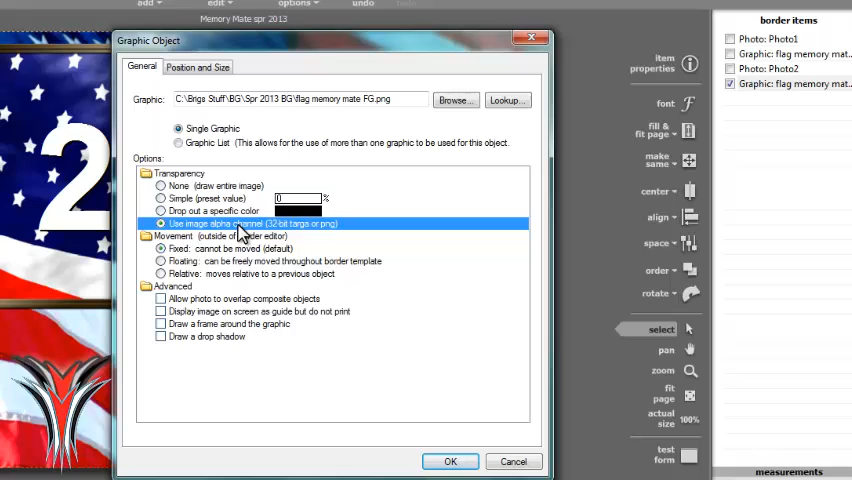 add
edit
options
undo
tools
Memory Mate spr 2013
border items
Photo: Photo1
Graphic: flag memory mat..
Photo: Photo2
Graphic: flag memory mat...
Graphic Object
General
Position and Size
Graphic: C:\Brigs Stuff\BG\Spr 2013 BG\flag memory mate FG.png
Browse... Lookup...
Single Graphic
Graphic List (This allows for the use of more than one graphic to be used for this object.
Options:
Transparency
None (draw entire image)
Simple (preset value) 0 %
Drop out a specific color
Use image alpha channel (32-bit targa or png)
Movement (outside of border editor)
Fixed: cannot be moved (default)
Floating: can be freely moved throughout border template
Relative: moves relative to a previous object
Advanced
Allow photo to overlap composite objects
Display image on screen as guide but do not print
Draw a frame around the graphic
Draw a drop shadow
OK Cancel
2
item
properties
font
fill &
fit page
make
same
center
align
space
order
rotate
select
pan
zoom
fit
page
actual
size 100%
test
form
measurements